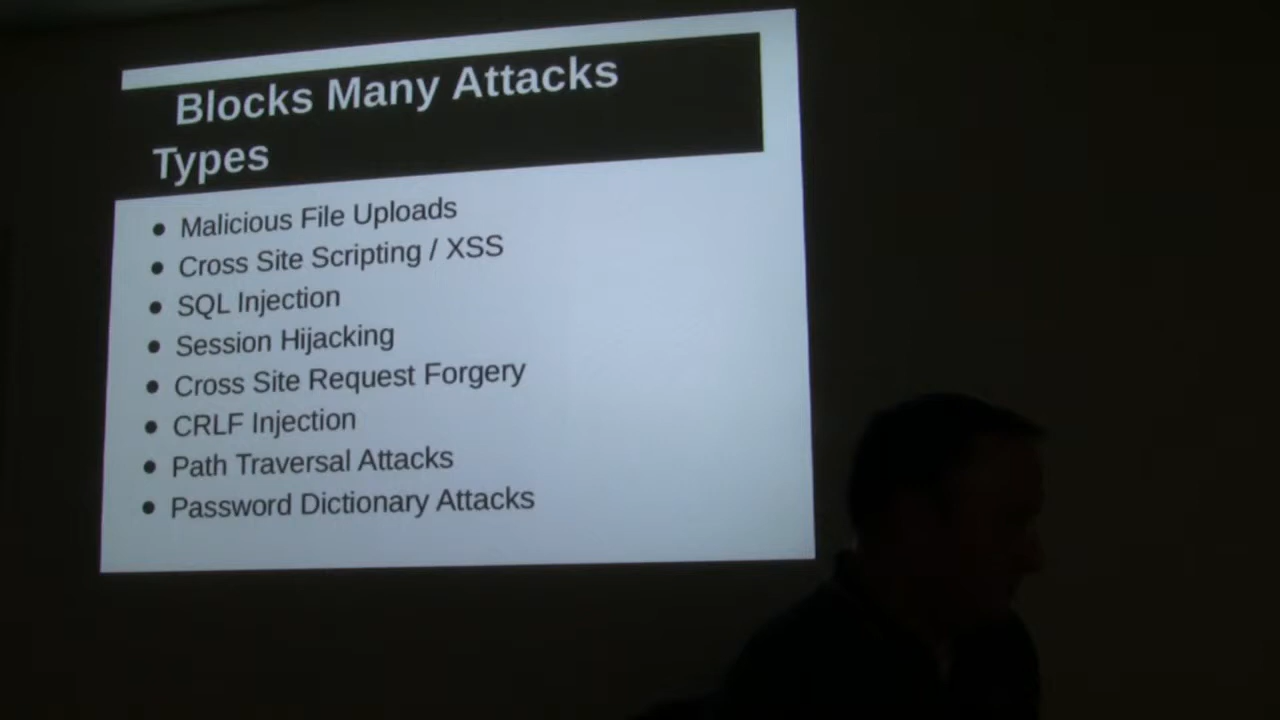 Blocks Many Attacks
Types
Malicious File Uploads
Cross Site Scripting / XSS
SQL Injection
Session Hijacking
Cross Site Request Forgery
CRLF Injection
Path Traversal Attacks
Password Dictionary Attacks